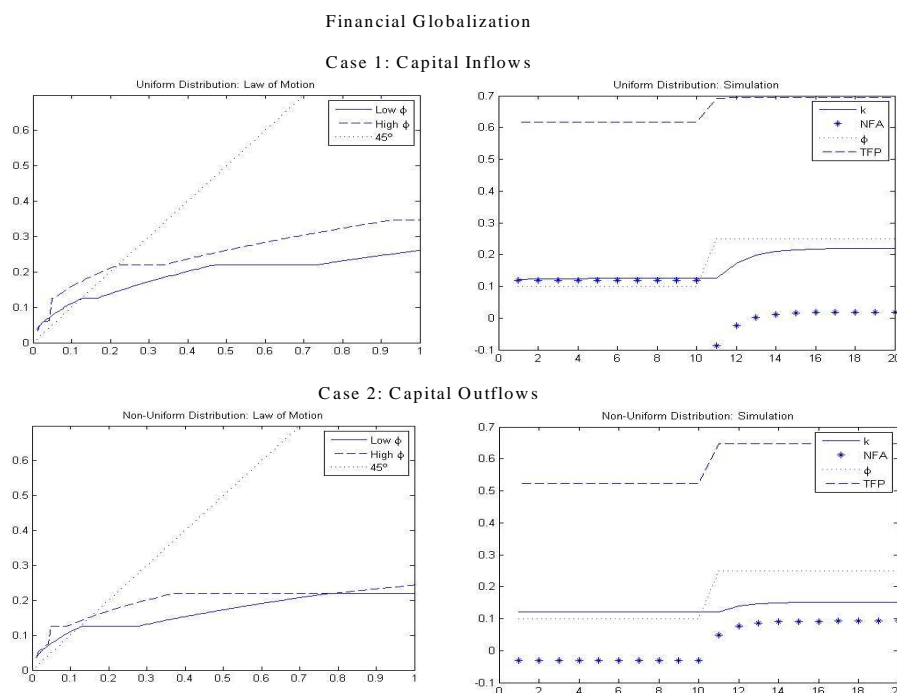 Financial Globalization
Case 1: Capital Inflows
Uniform Distribution: Law of Motion
Low ϕ
High ϕ
45º
0.6
0.5
0.4
0.3
0.2
0.1
0
0 0.1 0.2 0.3 0.4 0.5 0.6 0.7 0.8 0.9 1
Uniform Distribution: Simulation
k
NFA
ϕ
TFP
0.7
0.6
0.5
0.4
0.3
0.2
0.1
0
-0.1
0 2 4 6 8 10 12 14 16 18 20
Case 2: Capital Outflows
Non-Uniform Distribution: Law of Motion
Low ϕ
High ϕ
45º
0.6
0.5
0.4
0.3
0.2
0.1
0
0 0.1 0.2 0.3 0.4 0.5 0.6 0.7 0.8 0.9 1
Non-Uniform Distribution: Simulation
k
NFA
ϕ
TFP
0.7
0.6
0.5
0.4
0.3
0.2
0.1
0
-0.1
0 2 4 6 8 10 12 14 16 18 20